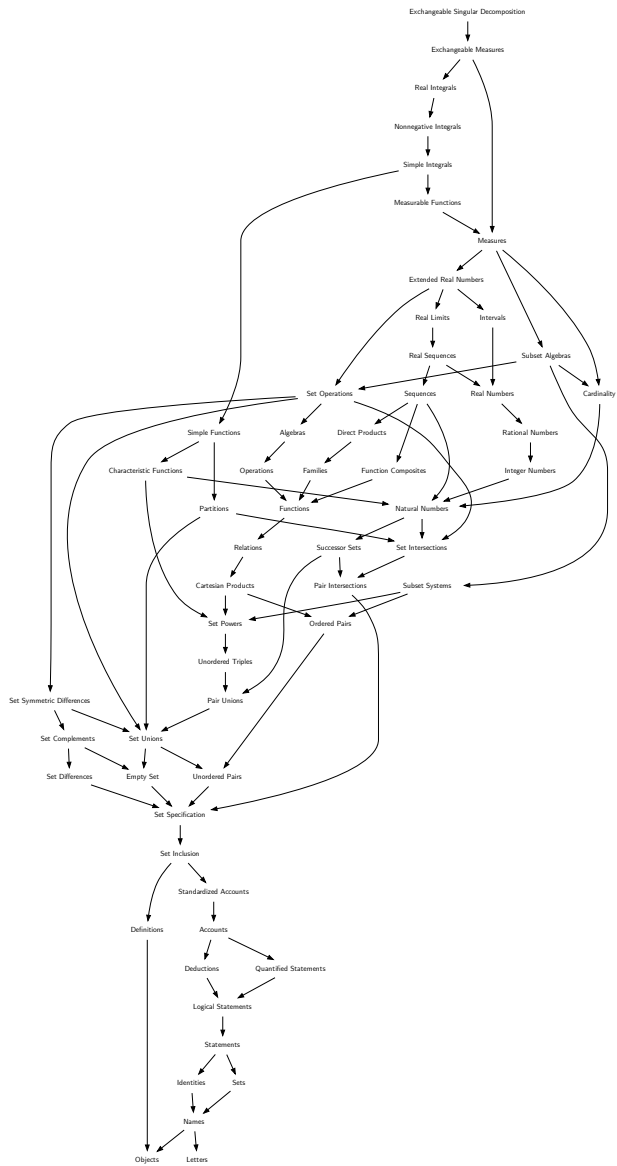 Exchangeable Singular Decomposition
Exchangeable Measures
Real Integrals
Nonnegative Integrals
Simple Integrals
Measurable Functions
Measures
Extended Real Numbers
Real Limits
Intervals
Real Sequences
Subset Algebras
Set Operations
Sequences
Real Numbers
Cardinality
Simple Functions
Algebras
Direct Products
Rational Numbers
Characteristic Functions
Operations
Families
Function Composites
Integer Numbers
Partitions
Functions
Natural Numbers
Relations
Successor Sets
Set Intersections
Cartesian Products
Pair Intersections
Subset Systems
Set Powers
Ordered Pairs
Unordered Triples
Set Symmetric Differences
Pair Unions
Set Complements
Set Unions
Set Differences
Empty Set
Unordered Pairs
Set Specification
Set Inclusion
Standardized Accounts
Definitions
Accounts
Deductions
Quantified Statements
Logical Statements
Statements
Identities
Sets
Names
Objects
Letters